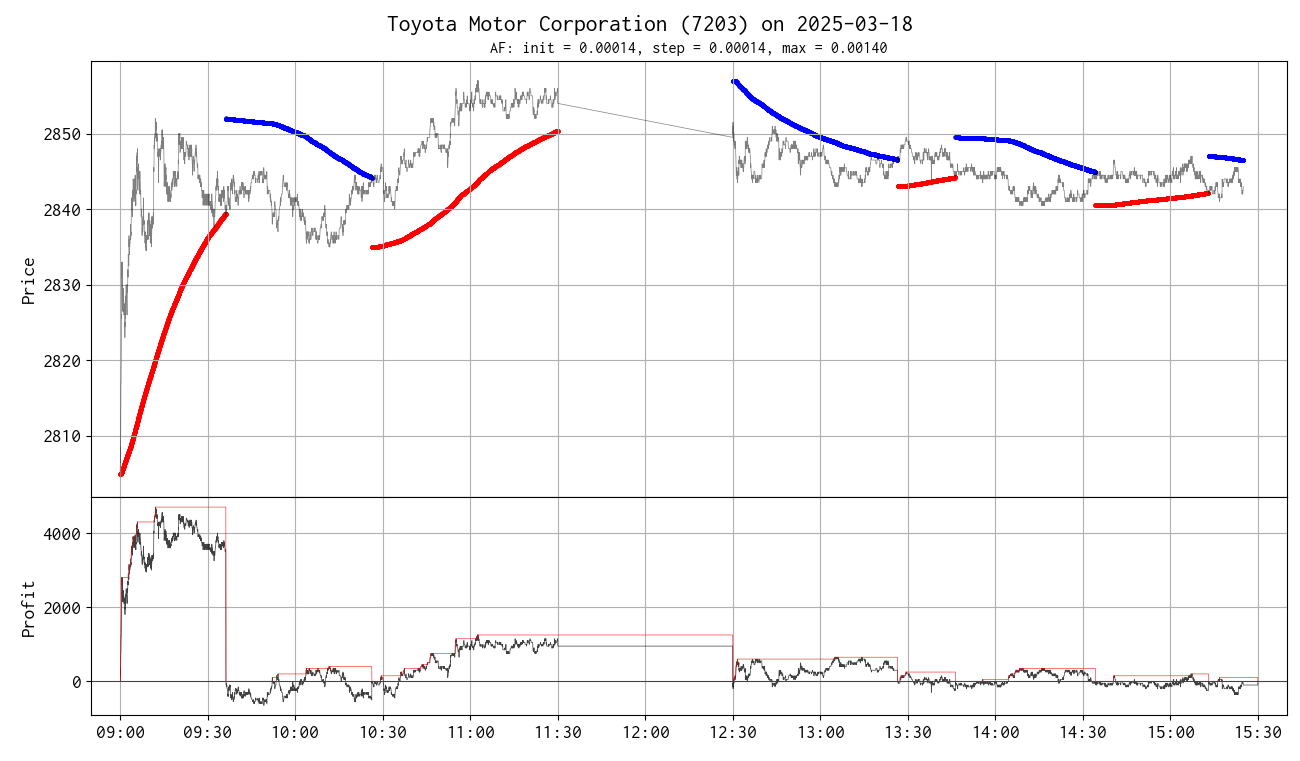 Toyota Motor Corporation (7203) on 2025-03-18
AF: init = 0.00014, step = 0.00014, max = 0.00140
Price
2850
2840
2830
2820
2810
Profit
4000
2000
0
09:00 09:30 10:00 10:30 11:00 11:30 12:00 12:30 13:00 13:30 14:00 14:30 15:00 15:30